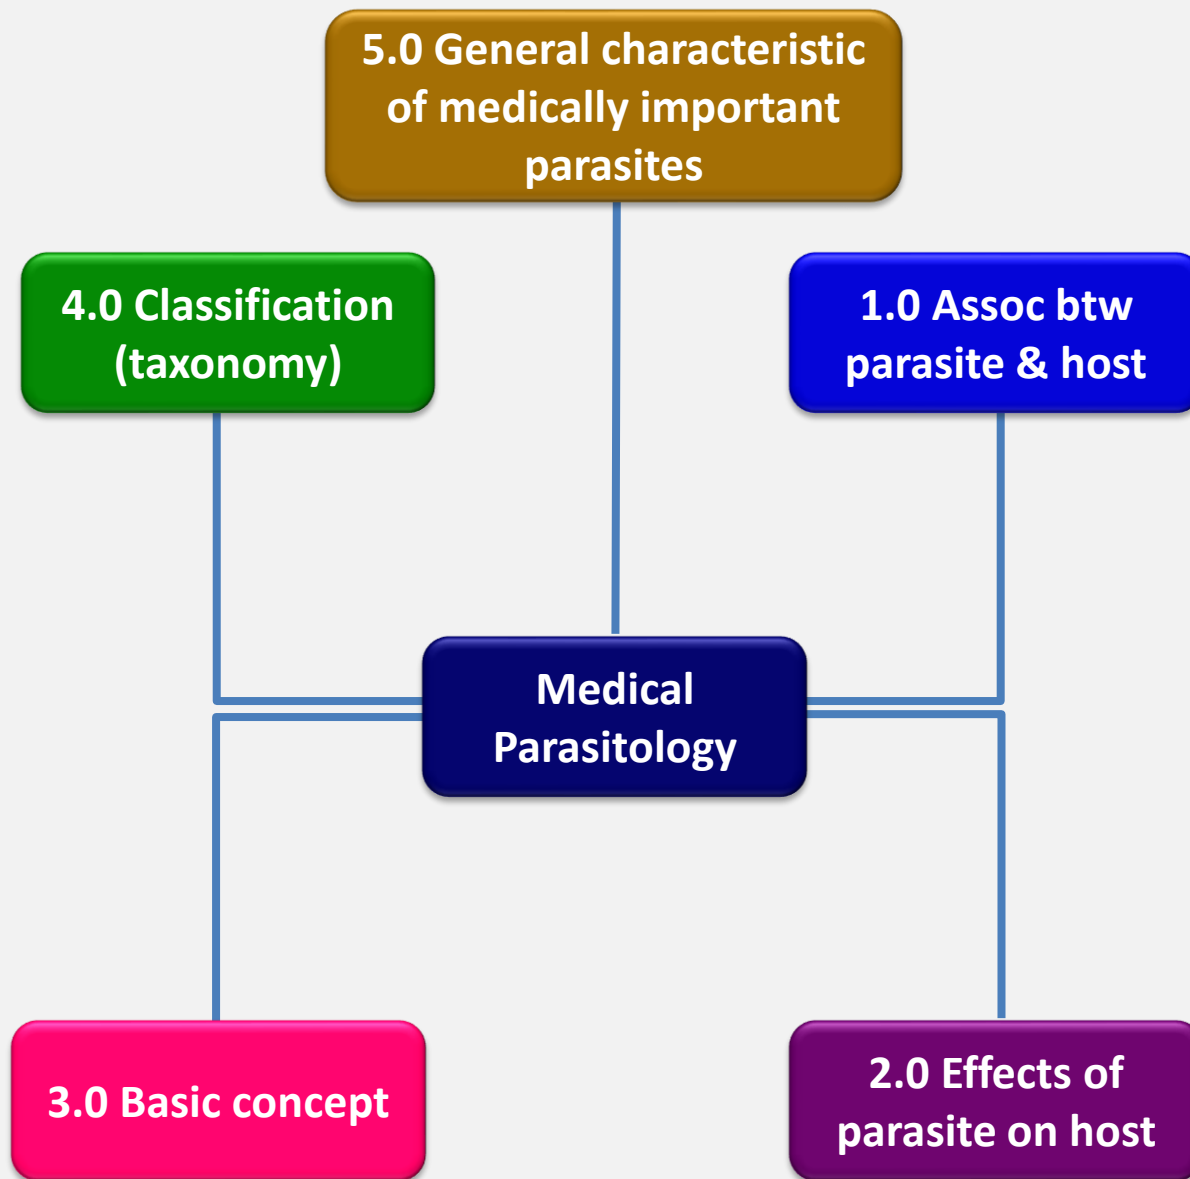 5.0 General characteristic
of medically important
parasites
4.0 Classification
(taxonomy)
1.0 Assoc btw
parasite & host
Medical
Parasitology
3.0 Basic concept
2.0 Effects of
parasite on host